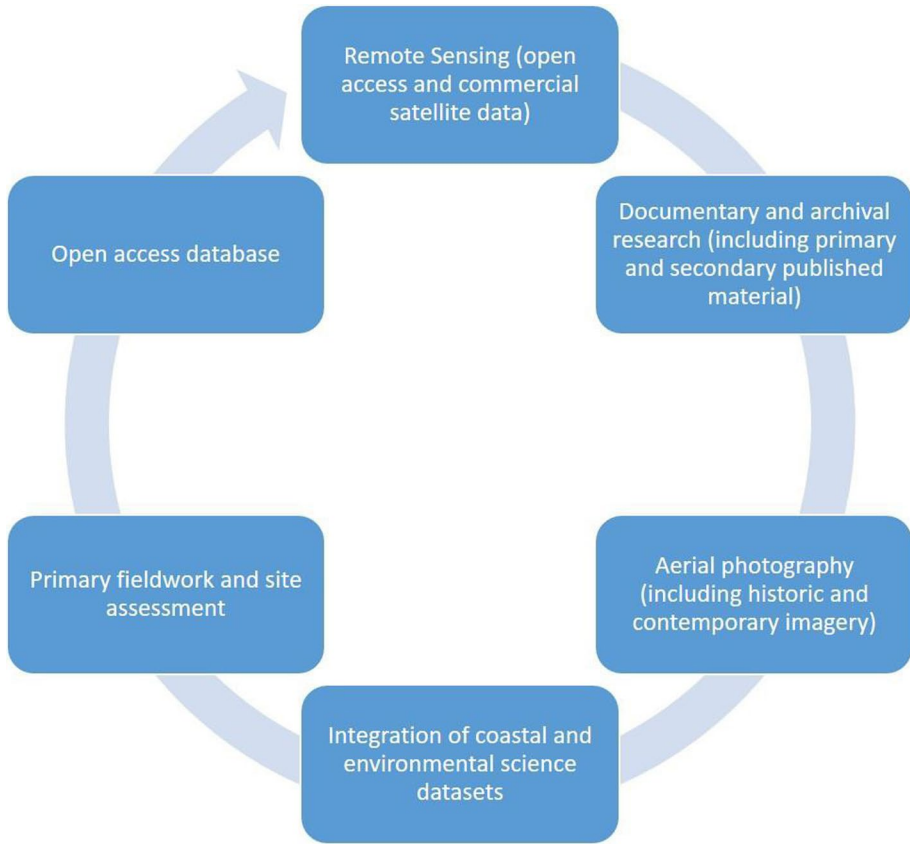 Remote Sensing (open
access and commercial
satellite data)
Documentary and archival
research (including primary
and secondary published
material)
Aerial photography
(including historic and
contemporary imagery)
Integration of coastal and
environmental science
datasets
Primary fieldwork and site
assessment
Open access database